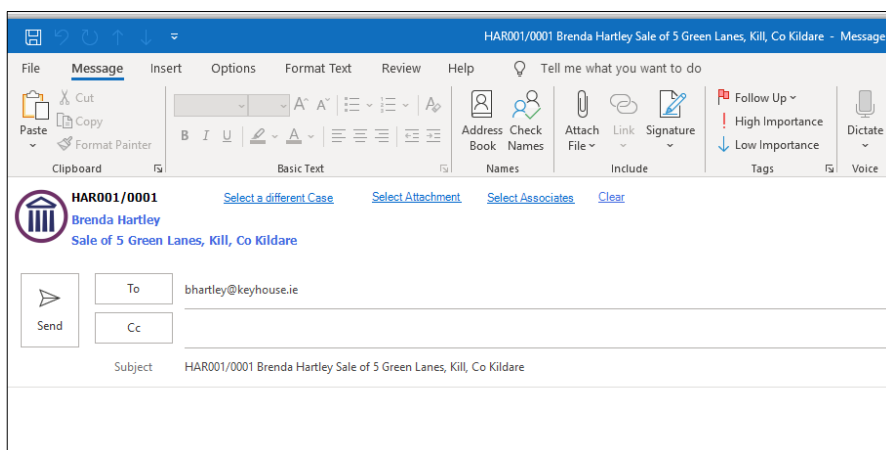 HAR001/0001 Brenda Hartley Sale of 5 Green Lanes, Kill, Co Kildare - Message
File Message Insert Options Format Text Review Help Tell me what you want to do
Cut
Copy
Format Painter
Paste
Clipboard
B I U A
A A
Basic Text
Address Book
Check Names
Names
Attach File
Link
Signature
Include
Follow Up
High Importance
Low Importance
Tags
Dictate
Voice
HAR001/0001 Select a different Case Select Attachment Select Associates Clear
Brenda Hartley
Sale of 5 Green Lanes, Kill, Co Kildare
Send
To bhartley@keyhouse.ie
Cc
Subject HAR001/0001 Brenda Hartley Sale of 5 Green Lanes, Kill, Co Kildare